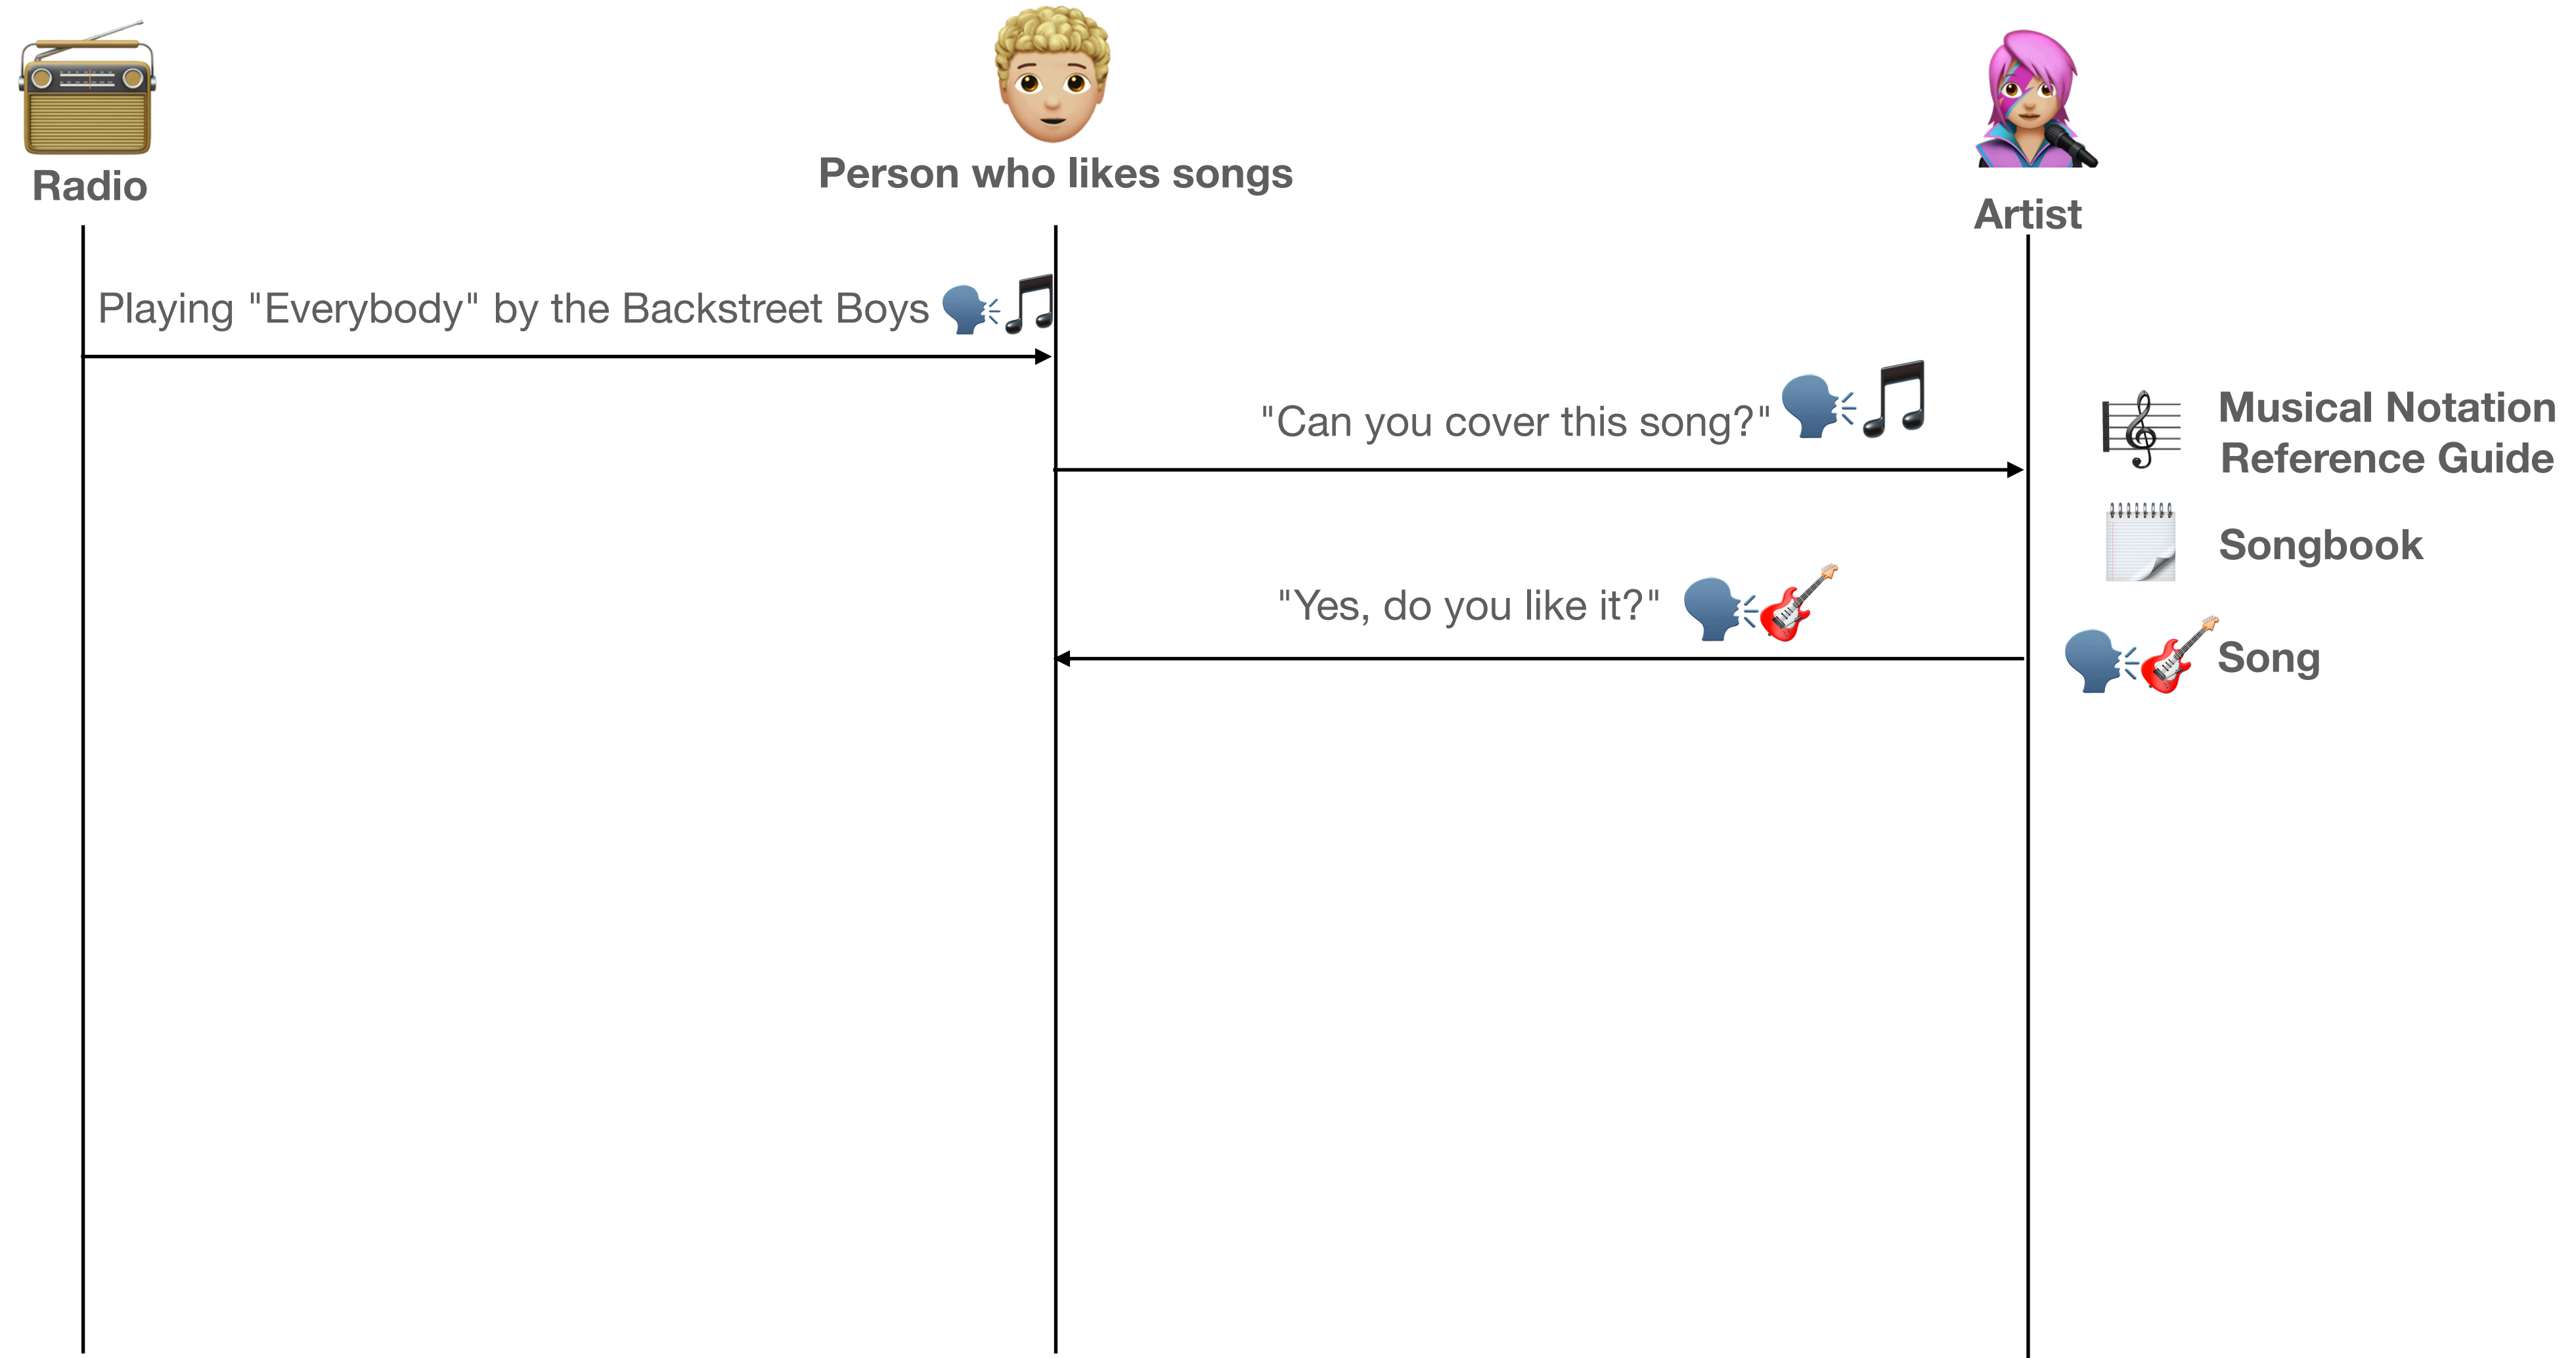 Radio
Person who likes songs
Artist
Playing "Everybody" by the Backstreet Boys
"Can you cover this song?"
Musical Notation
Reference Guide
Songbook
"Yes, do you like it?"
Song